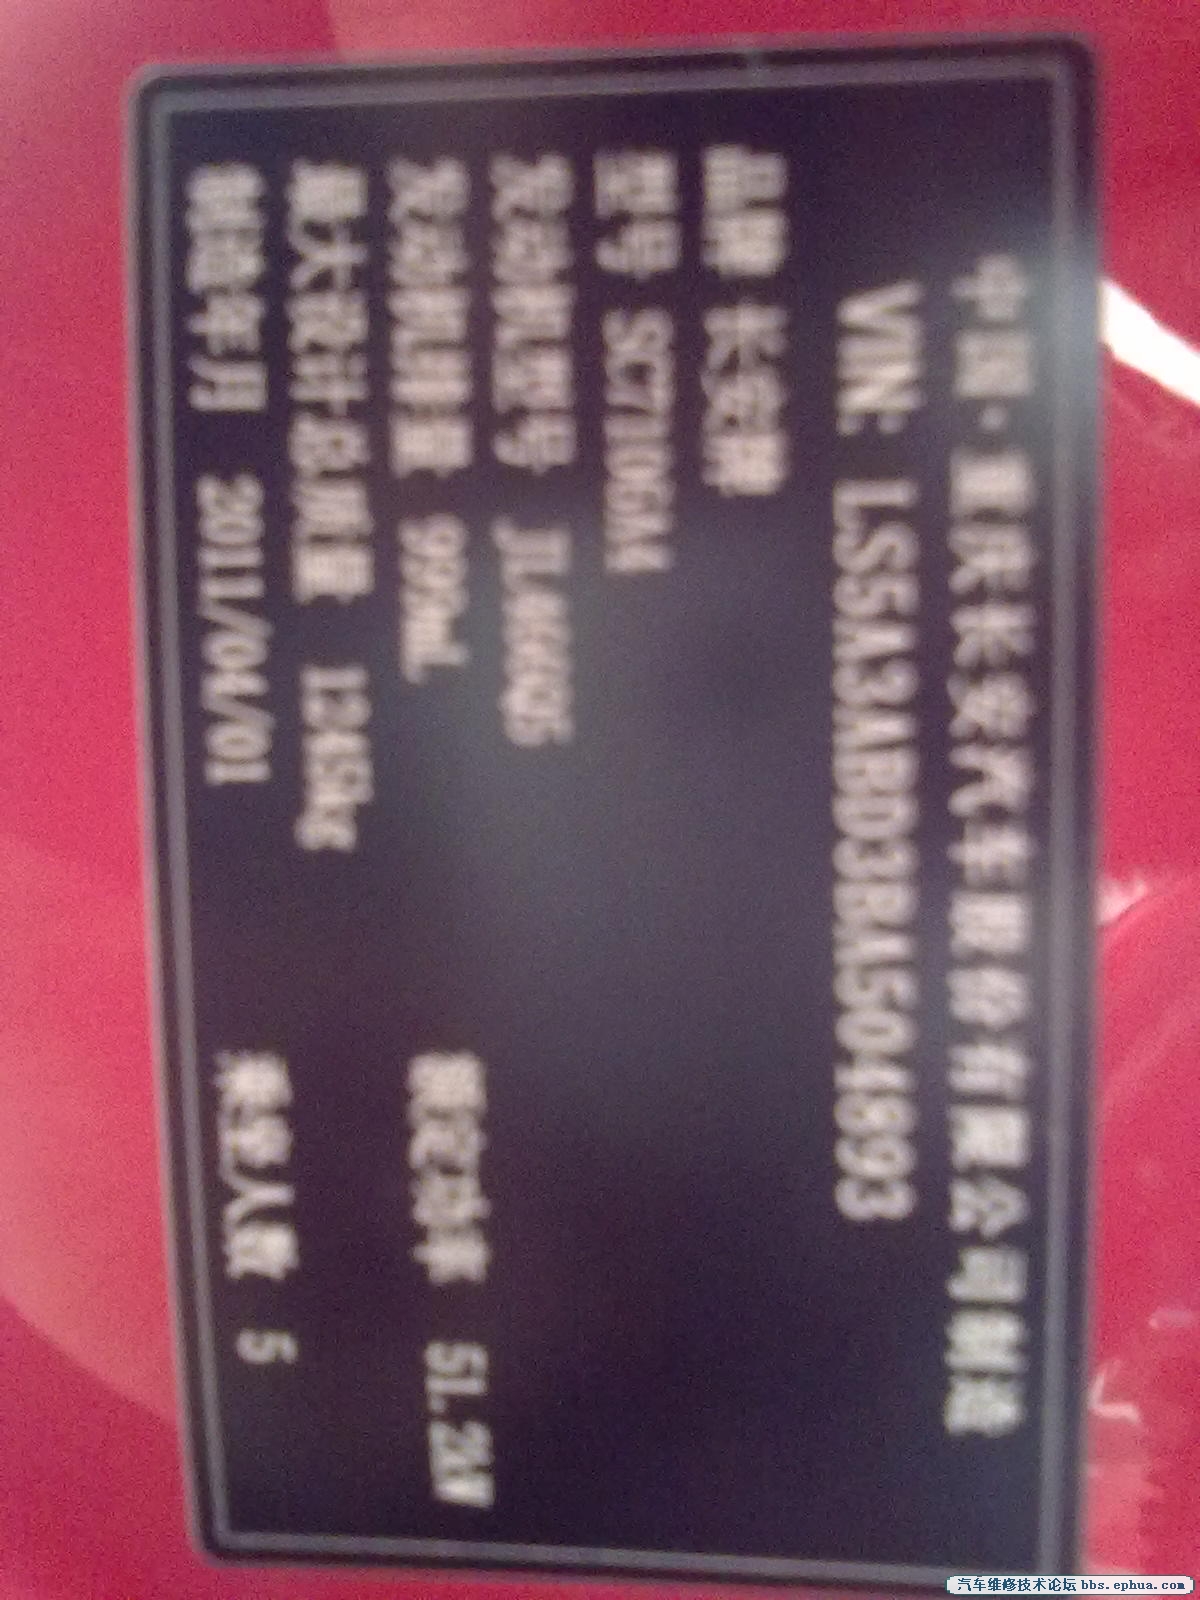 中国·重庆长安汽车股份有限公司制造
VIN: LS5A3ABD3BA504893
品牌 长安牌
型号 SC7106A4
发动机型号 JL466Q5
发动机排量 999mL 额定功率 51.2kW
最大设计总质量 1245kg
制造年月 2011/04/01 乘坐人数 5
汽车维修技术论坛 bbs.ephua.com